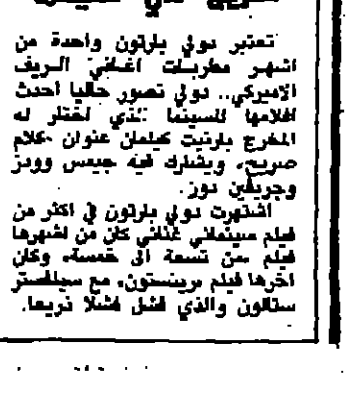 تعتبر دولي بارتون واحدة من
اشهر مطربات اغاني الريف
الاميركي.. دولي تصور حاليا احدث
افلامها للسينما الذي اختار له
المخرج بارنيت كيلمان عنوان «كلام
صريح» ويشارك فيه جيمس وودز
وجريفين دوز.
اشتهرت دولي بارتون في اكثر من
فيلم سينمائي غنائي كان من اشهرها
فيلم «من تسعة الى خمسة» وكان
اخرها فيلم «رينستون» مع سيلفستر
ستالون والذي فشل فشلا ذريعا.